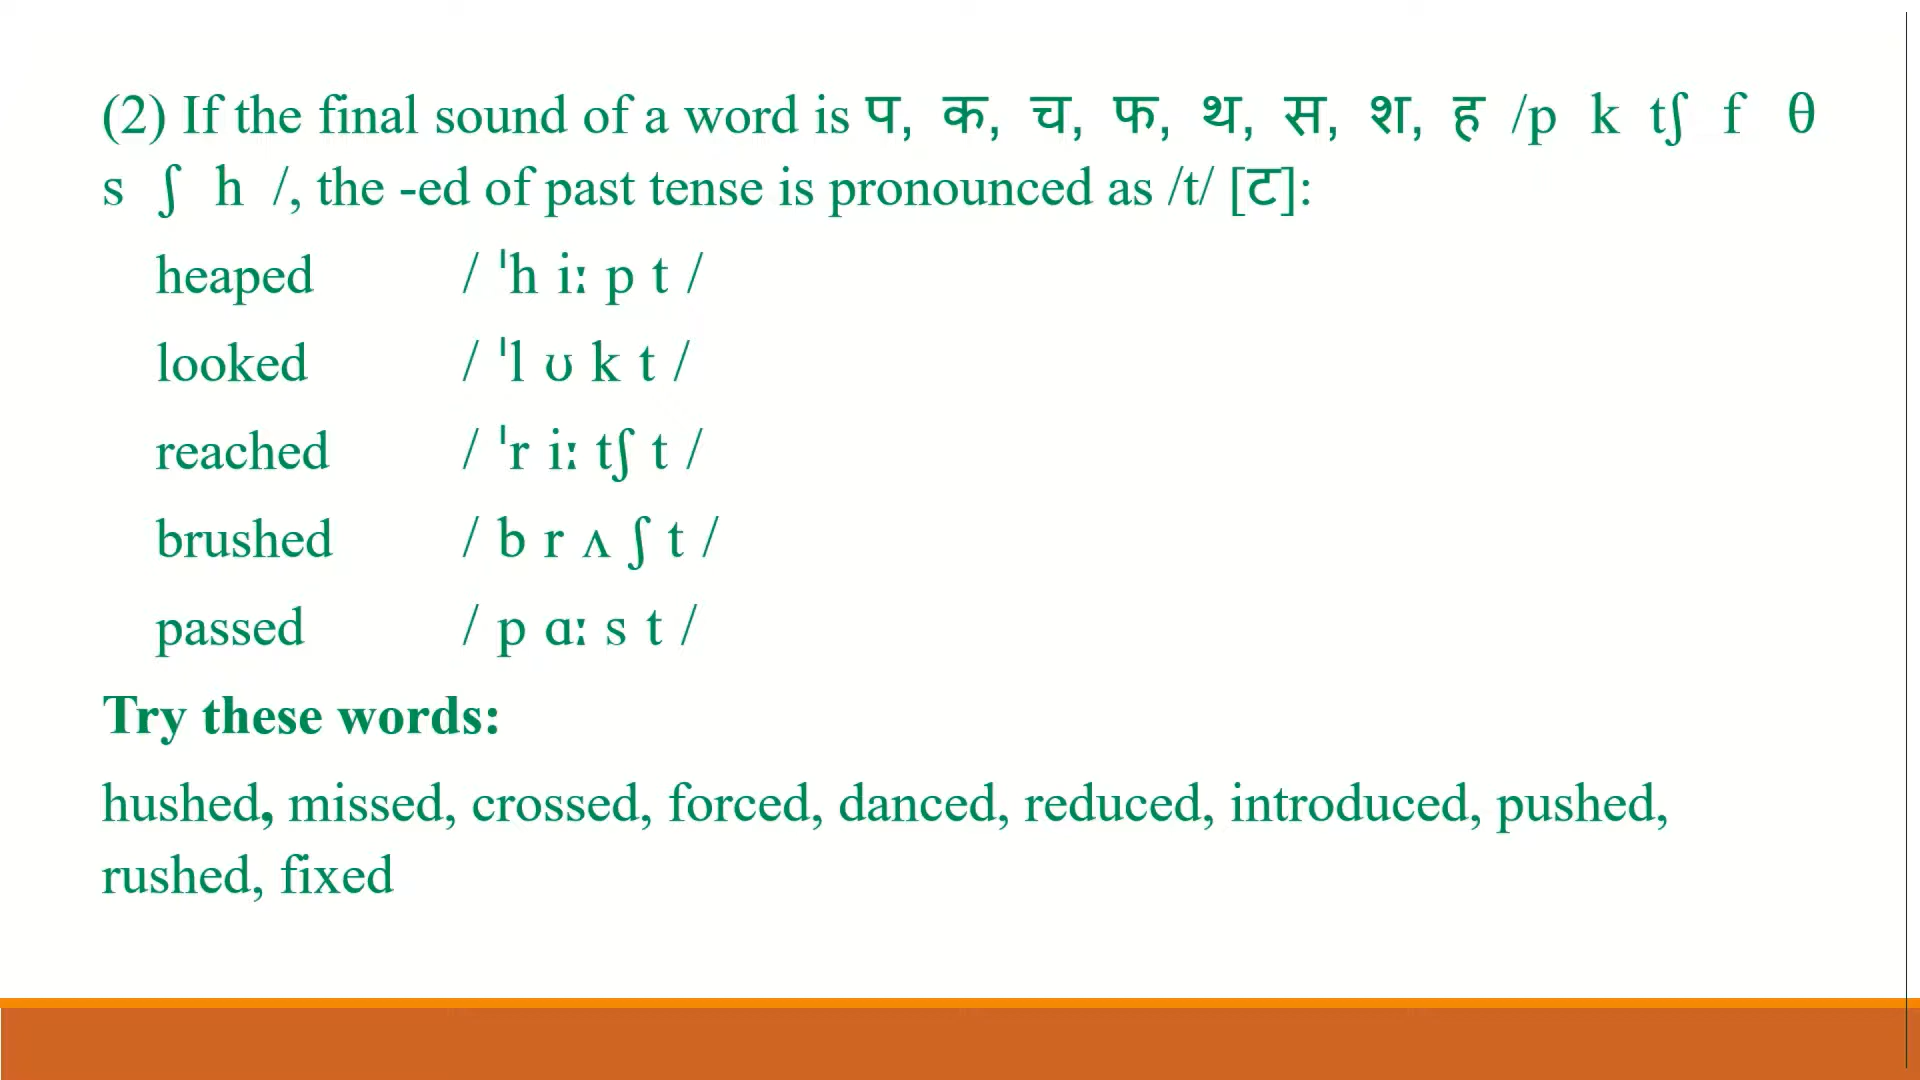 (2) If the final sound of a word is प, क, च, फ, थ, स, श, ह /p k tʃ f θ
s ʃ h /, the -ed of past tense is pronounced as /t/ [ट]:
heaped / ˈh iː p t /
looked / ˈl ʊ k t /
reached / ˈr iː tʃ t /
brushed / b r ʌ ʃ t /
passed / p ɑː s t /
Try these words:
hushed, missed, crossed, forced, danced, reduced, introduced, pushed,
rushed, fixed